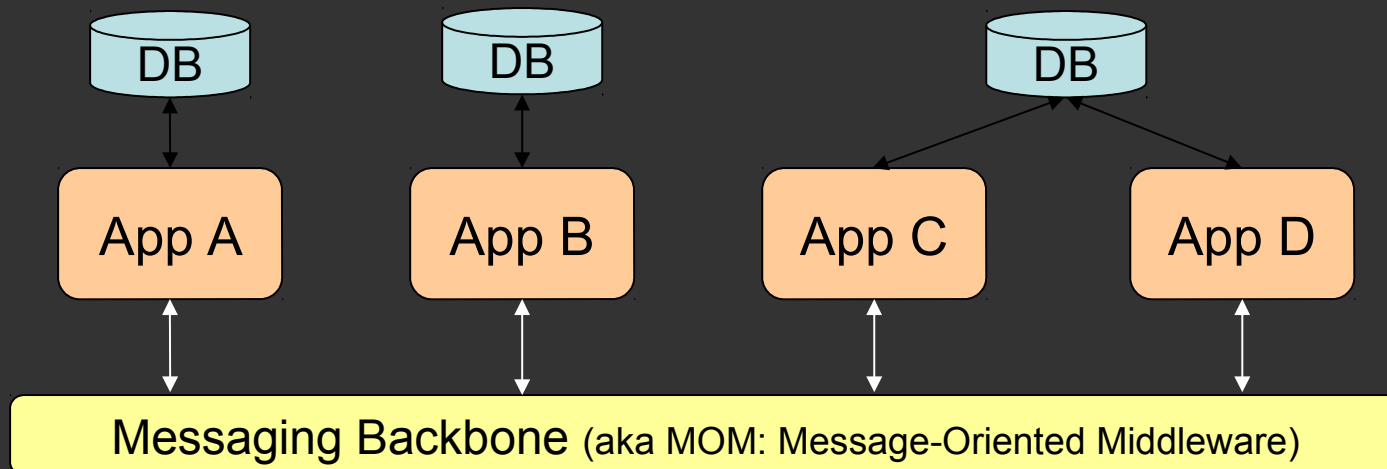 DB
DB
DB
App A
App B
App C
App D
Messaging Backbone (aka MOM: Message-Oriented Middleware)